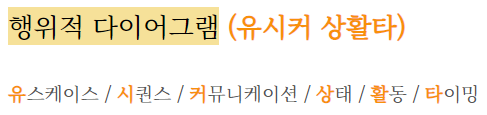 행위적 다이어그램 (유시커 상활타)
유스케이스 / 시퀀스 / 커뮤니케이션 / 상태 / 활동 / 타이밍